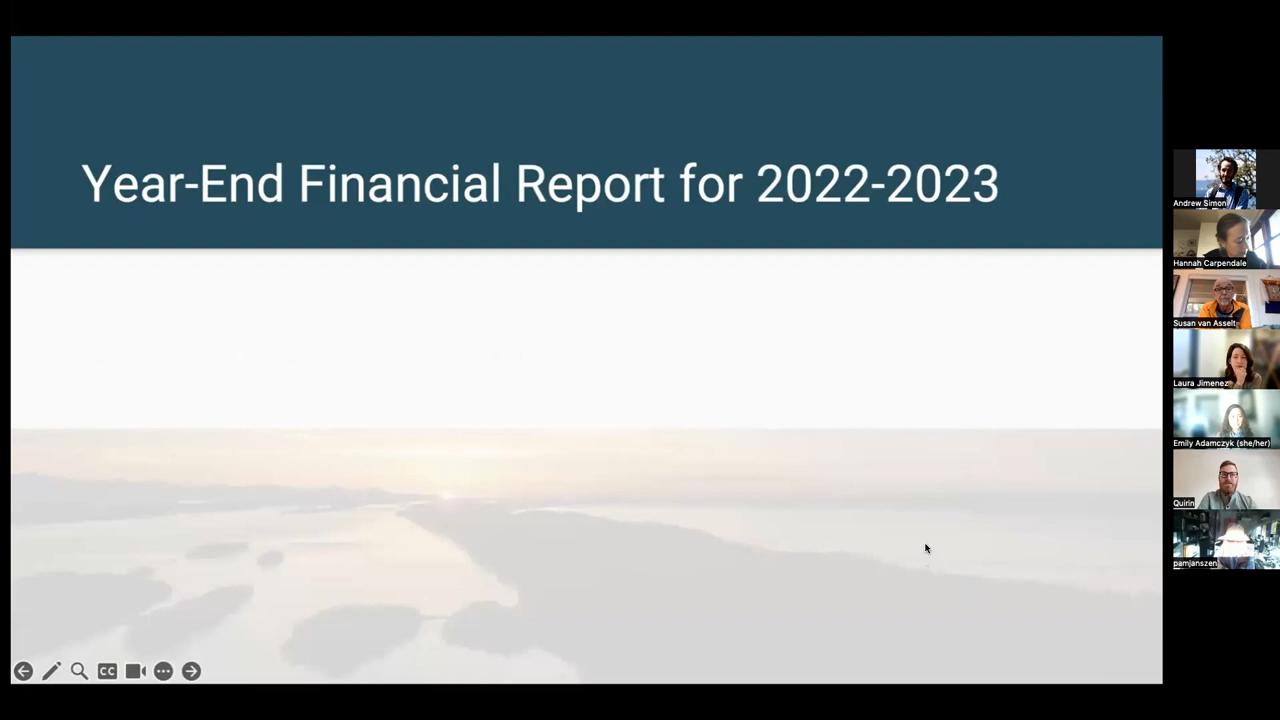 Year-End Financial Report for 2022-2023
Andrew Simon
Hannah Carpendale
Susan van Asselt
Laura Jimenez
Emily Adamczyk (she/her)
Quirin
pamjanszen
CC